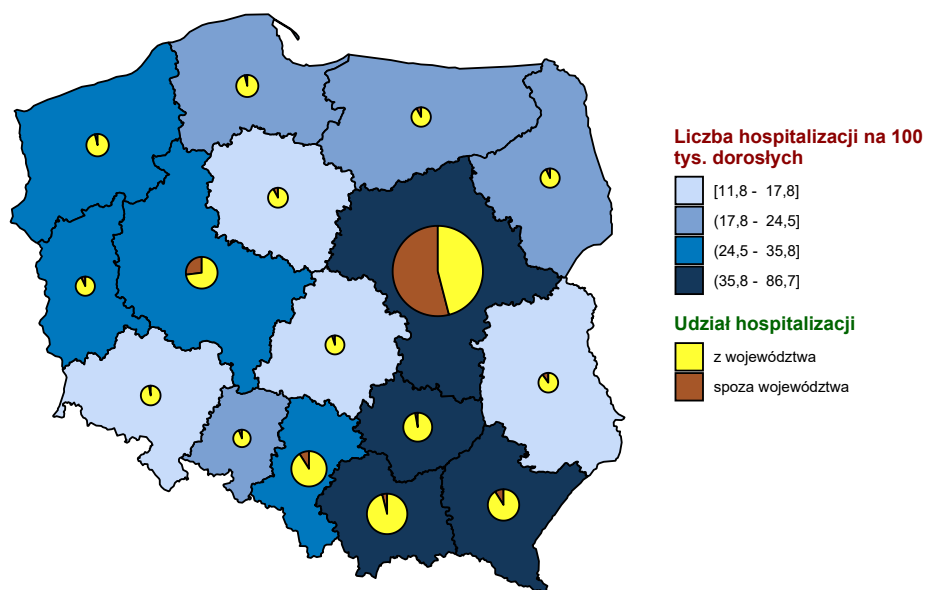 Liczba hospitalizacji na 100
tys. dorosłych
[11,8 - 17,8]
(17,8 - 24,5]
(24,5 - 35,8]
(35,8 - 86,7]
Udział hospitalizacji
z województwa
spoza województwa